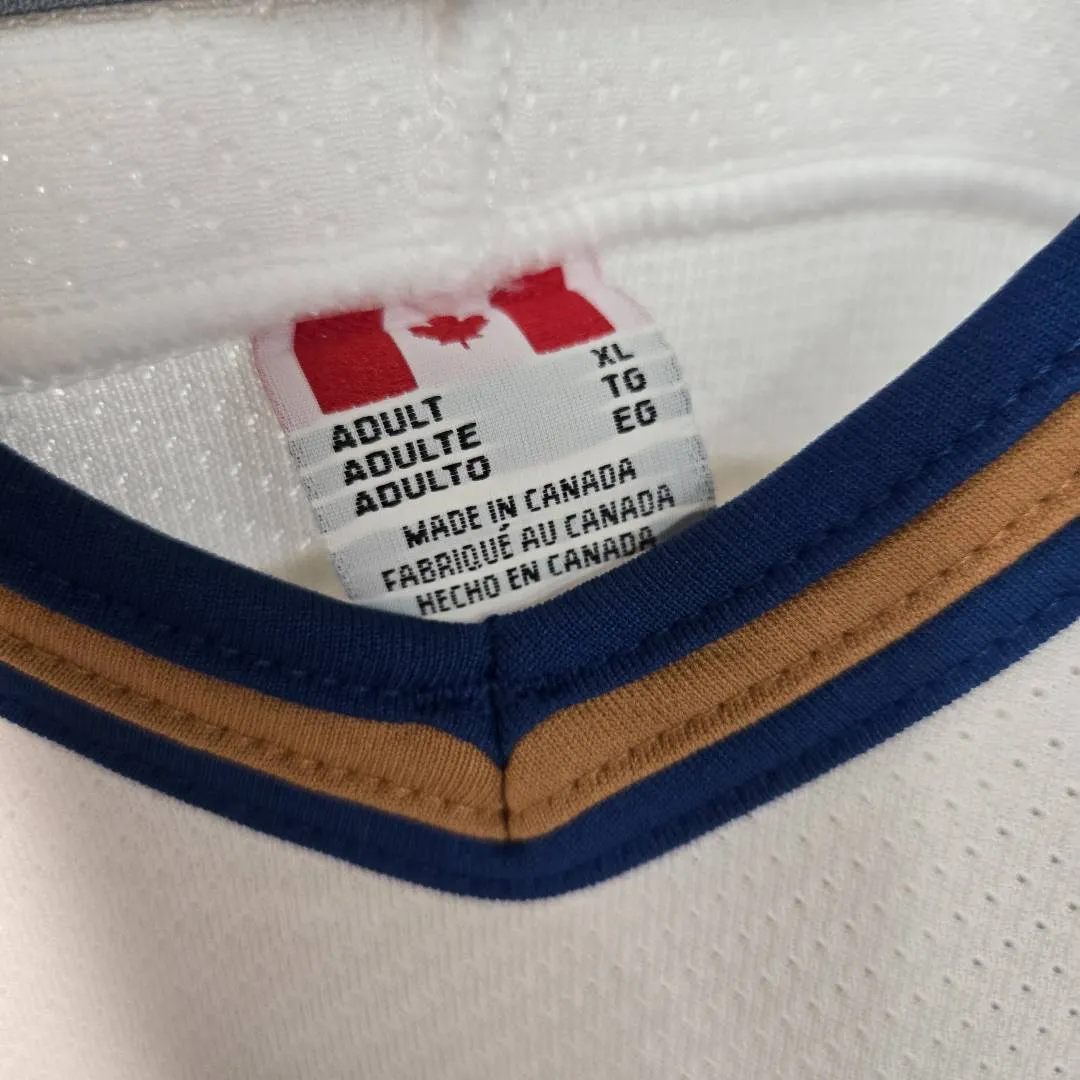 ADULT XL
ADULTE TG
ADULTO EG
MADE IN CANADA
FABRIQUÉ AU CANADA
HECHO EN CANADA